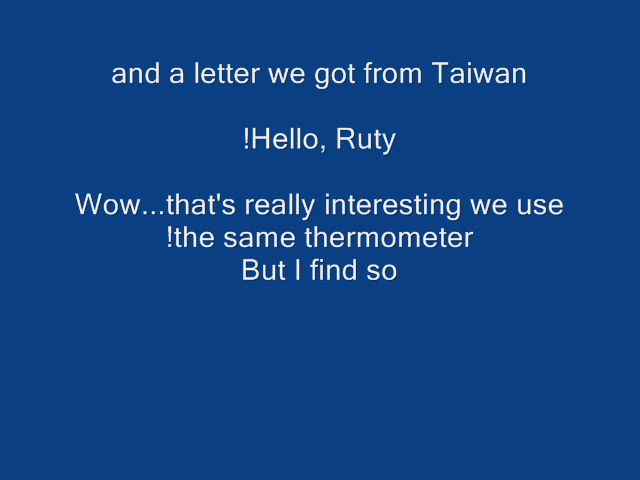 and a letter we got from Taiwan
!Hello, Ruty
Wow...that's really interesting we use
!the same thermometer
But I find so